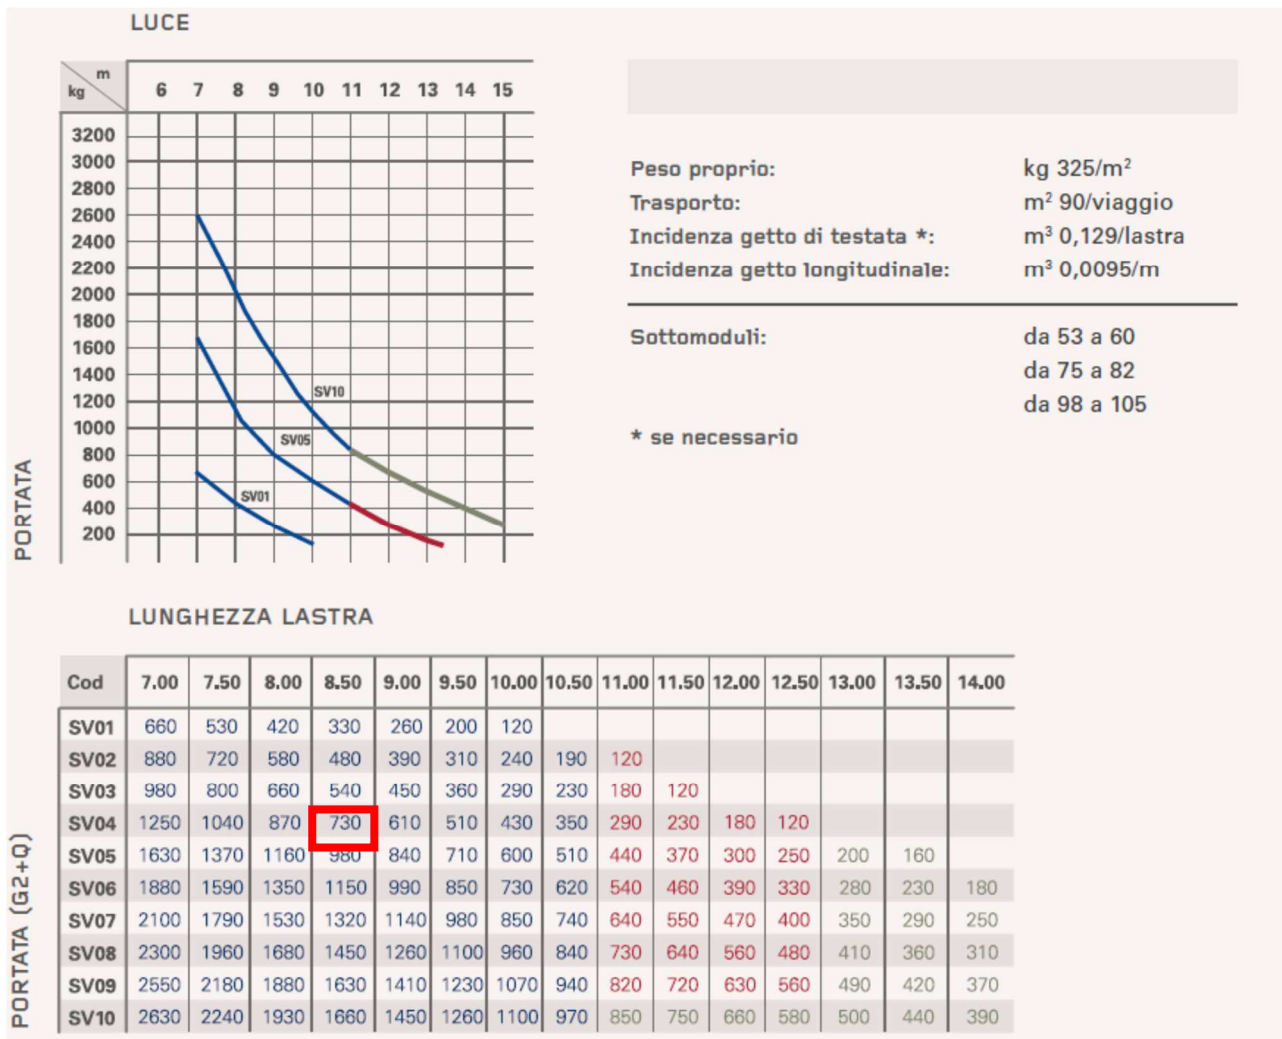 LUCE
m
kg
6 7 8 9 10 11 12 13 14 15
3200
3000
2800
2600
2400
2200
2000
1800
1600
1400
1200
1000
800
600
400
200
SV10
SV05
SV01
PORTATA
Peso proprio: kg 325/m²
Trasporto: m² 90/viaggio
Incidenza getto di testata *: m³ 0,129/lastra
Incidenza getto longitudinale: m³ 0,0095/m
Sottomoduli: da 53 a 60
da 75 a 82
da 98 a 105
* se necessario
LUNGHEZZA LASTRA
Cod 7.00 7.50 8.00 8.50 9.00 9.50 10.00 10.50 11.00 11.50 12.00 12.50 13.00 13.50 14.00
SV01 660 530 420 330 260 200 120
SV02 880 720 580 480 390 310 240 190 120
SV03 980 800 660 540 450 360 290 230 180 120
SV04 1250 1040 870 730 610 510 430 350 290 230 180 120
SV05 1630 1370 1160 980 840 710 600 510 440 370 300 250 200 160
SV06 1880 1590 1350 1150 990 850 730 620 540 460 390 330 280 230 180
SV07 2100 1790 1530 1320 1140 980 850 740 640 550 470 400 350 290 250
SV08 2300 1960 1680 1450 1260 1100 960 840 730 640 560 480 410 360 310
SV09 2550 2180 1880 1630 1410 1230 1070 940 820 720 630 560 490 420 370
SV10 2630 2240 1930 1660 1450 1260 1100 970 850 750 660 580 500 440 390
PORTATA (G2+Q)